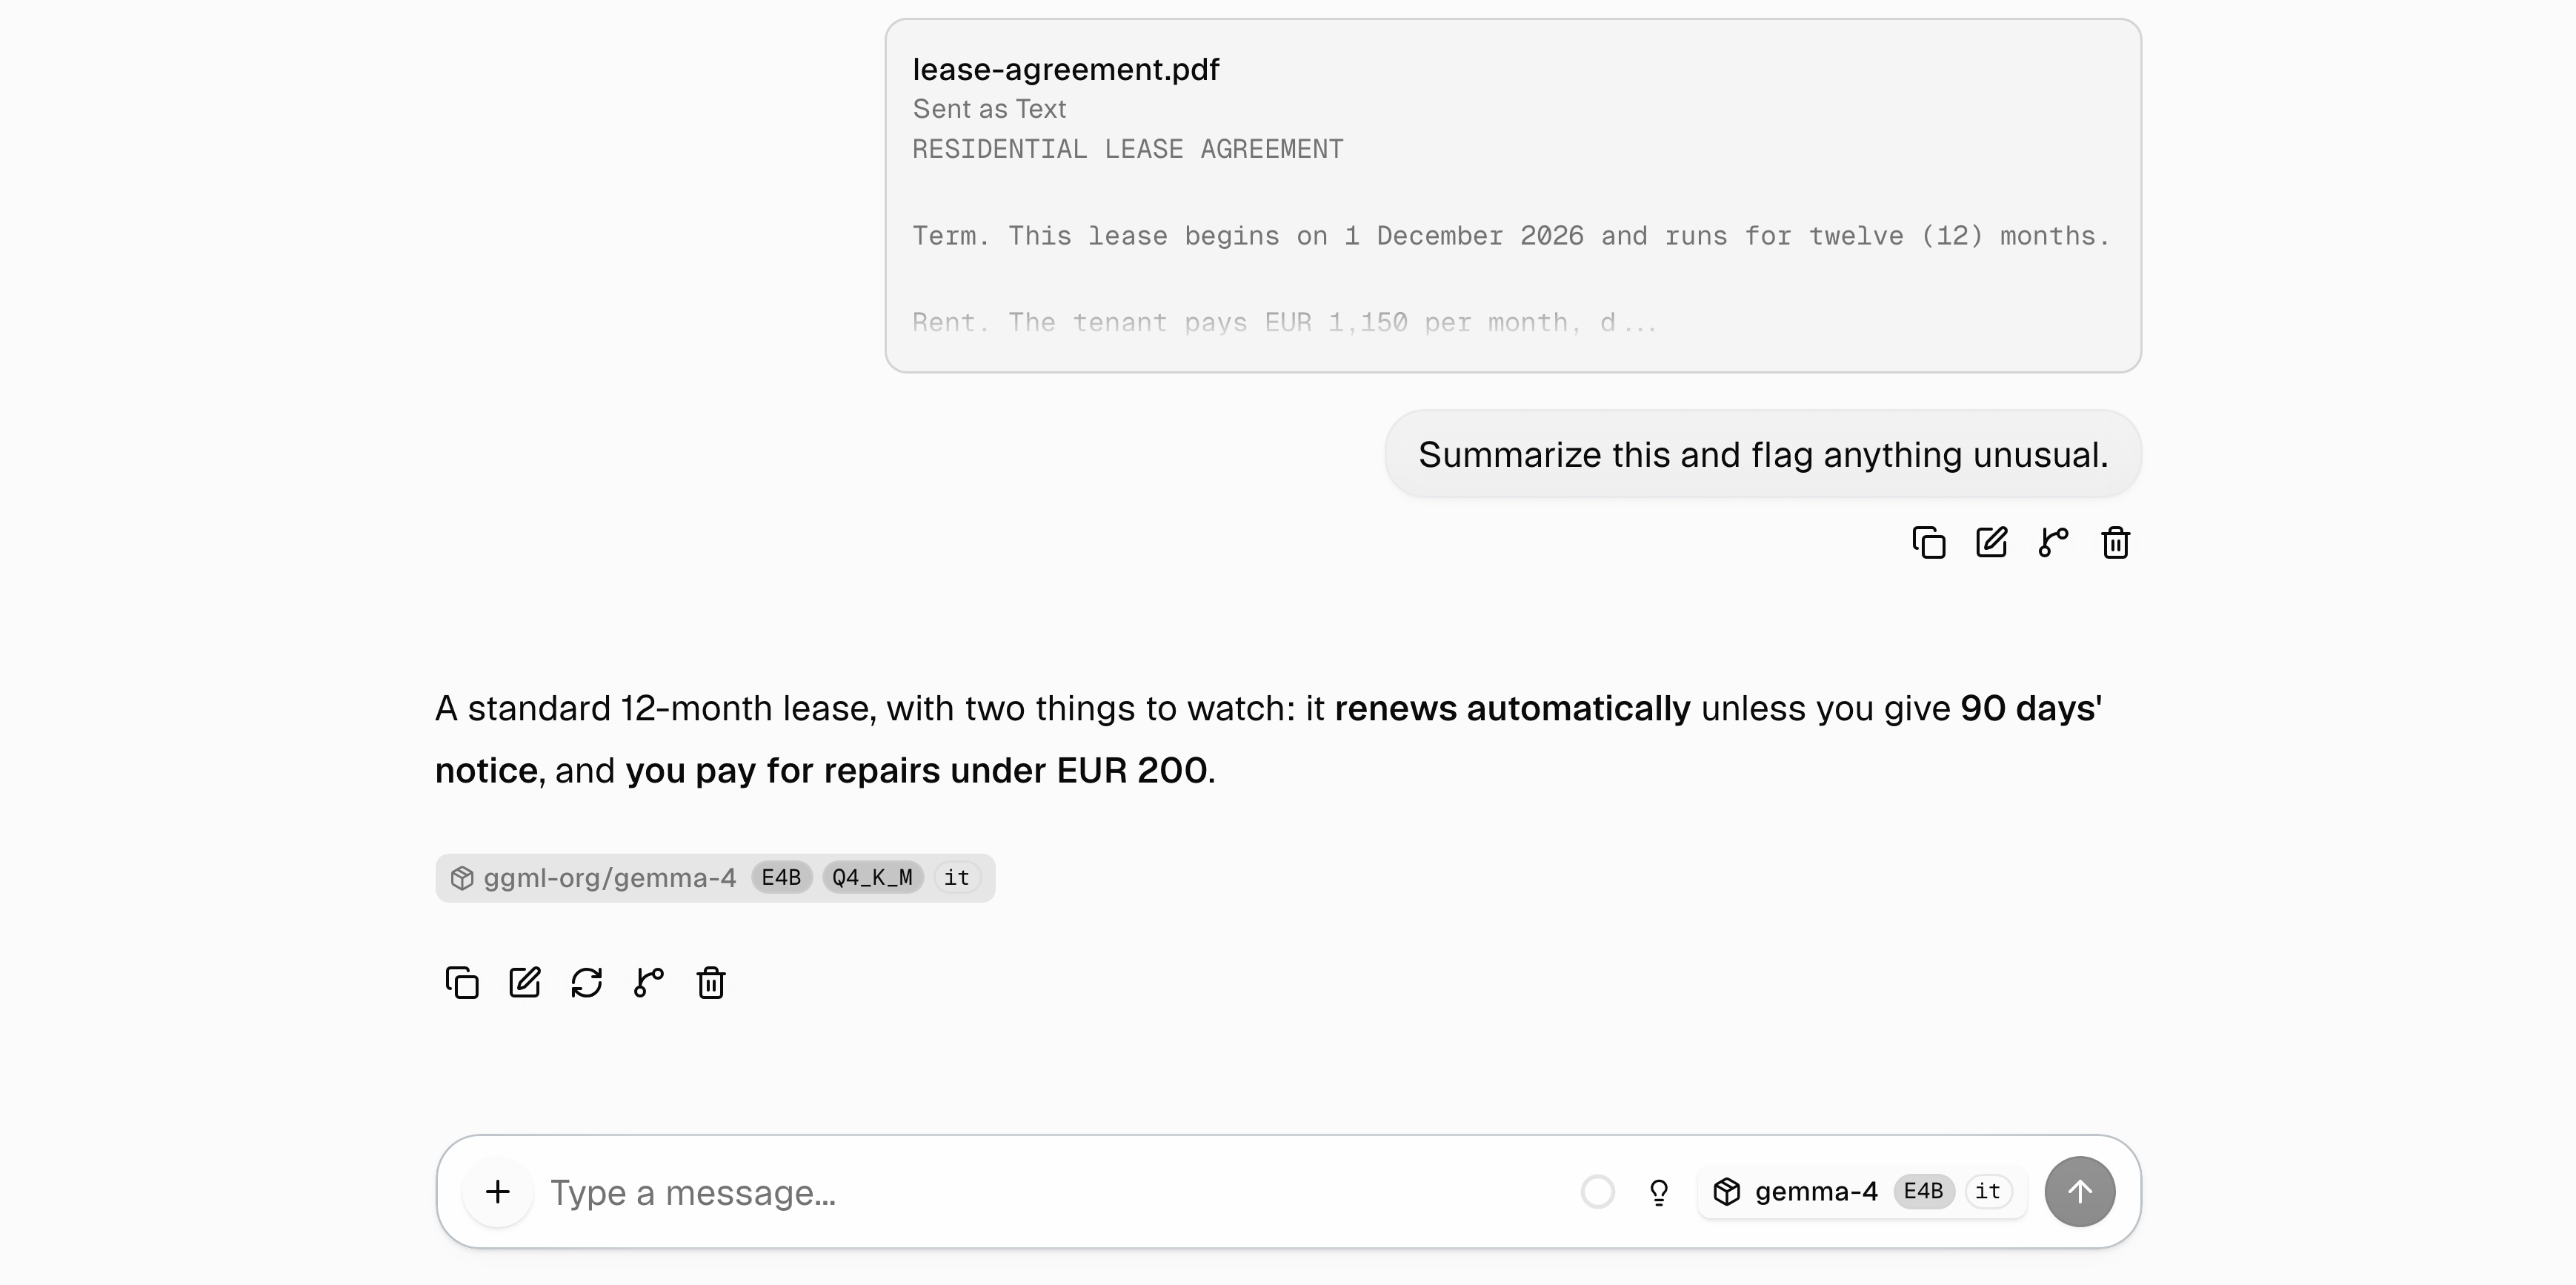 lease-agreement.pdf
Sent as Text
RESIDENTIAL LEASE AGREEMENT
Term. This lease begins on 1 December 2026 and runs for twelve (12) months.
Rent. The tenant pays EUR 1,150 per month, d...
Summarize this and flag anything unusual.
A standard 12-month lease, with two things to watch: it renews automatically unless you give 90 days'
notice, and you pay for repairs under EUR 200.
ggml-org/gemma-4 E4B Q4_K_M it
Type a message...
gemma-4 E4B it